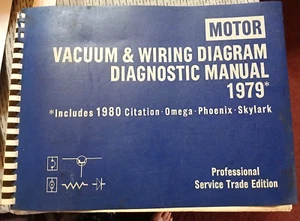 MOTOR
VACUUM & WIRING DIAGRAM
DIAGNOSTIC MANUAL
1979*
*Includes 1980 Citation · Omega · Phoenix · Skylark
Professional
Service Trade Edition